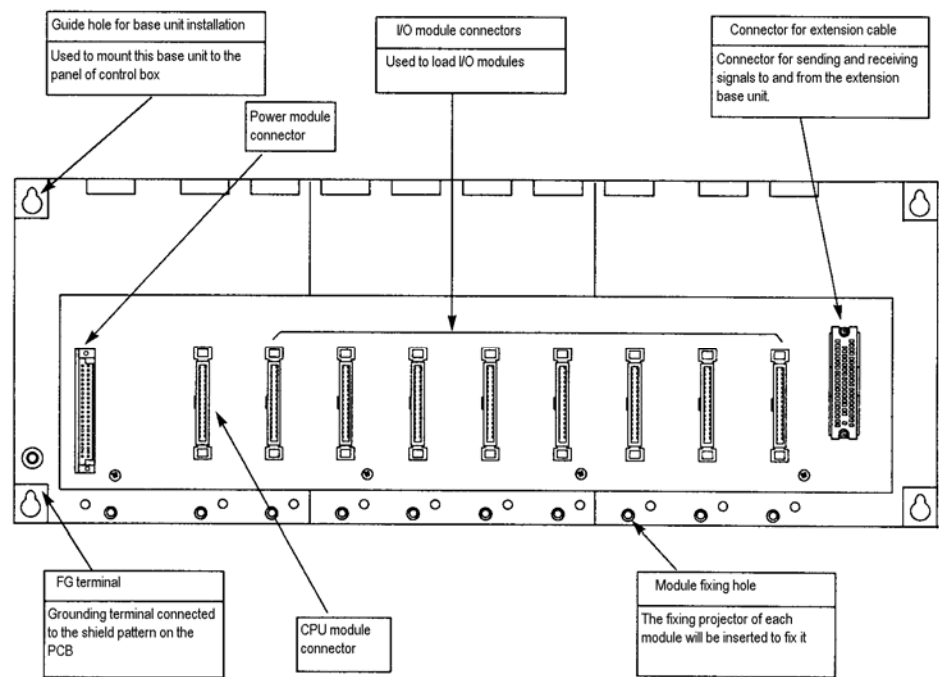 Guide hole for base unit installation
Used to mount this base unit to the
panel of control box
I/O module connectors
Used to load I/O modules
Connector for extension cable
Connector for sending and receiving
signals to and from the extension
base unit.
Power module
connector
FG terminal
Grounding terminal connected
to the shield pattern on the
PCB
CPU module
connector
Module fixing hole
The fixing projector of each
module will be inserted to fix it